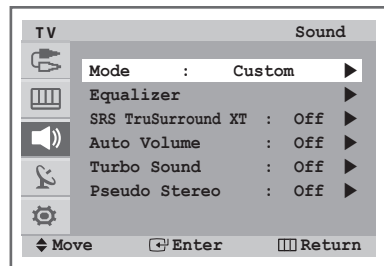 TV Sound
Mode : Custom
Equalizer
SRS TruSurround XT : Off
Auto Volume : Off
Turbo Sound : Off
Pseudo Stereo : Off
Move Enter Return